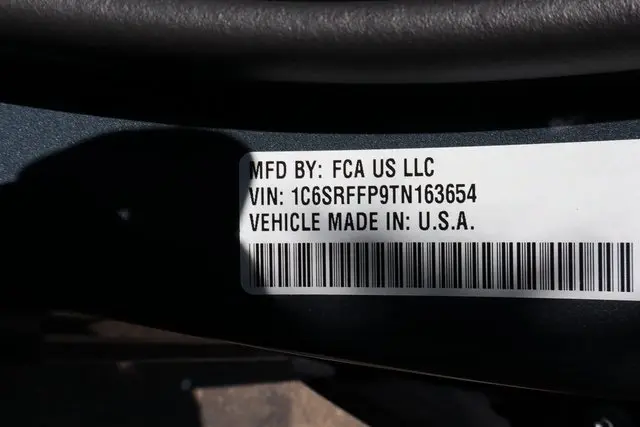 MFD BY: FCA US LLC
VIN: 1C6SRFFP9TN163654
VEHICLE MADE IN: U.S.A.